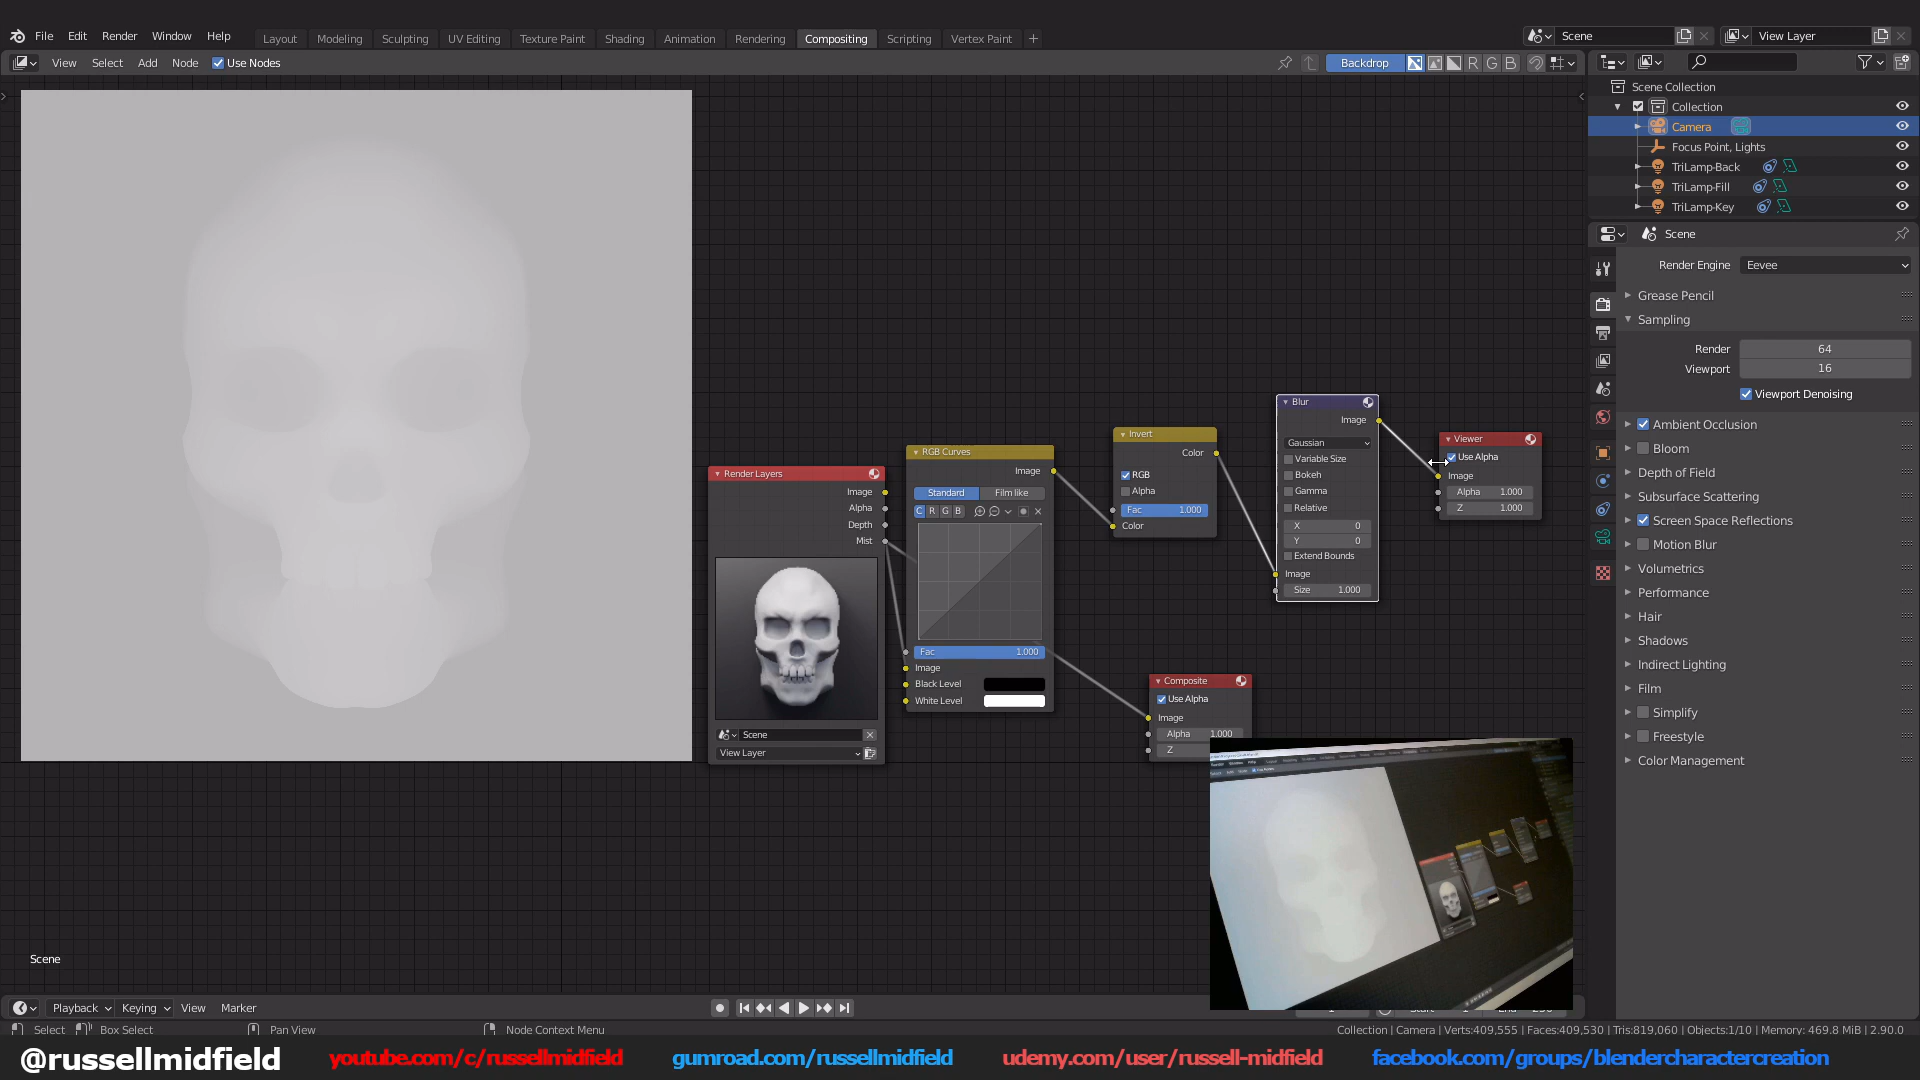 File Edit Render Window Help Layout Modeling Sculpting UV Editing Texture Paint Shading Animation Rendering Compositing Scripting Vertex Paint + Scene View Layer
View Select Add Node Use Nodes Backdrop R G B
Scene Collection
Collection
Camera
Focus Point, Lights
TriLamp-Back
TriLamp-Fill
TriLamp-Key
Scene
Render Engine Eevee
Grease Pencil
Sampling
Render 64
Viewport 16
Viewport Denoising
Ambient Occlusion
Bloom
Depth of Field
Subsurface Scattering
Screen Space Reflections
Motion Blur
Volumetrics
Performance
Hair
Shadows
Indirect Lighting
Film
Simplify
Freestyle
Color Management
Render Layers
Image
Alpha
Depth
Mist
Scene
View Layer
RGB Curves
Image
Standard Film like
C R G B
Fac 1.000
Image
Black Level
White Level
Invert
Color
RGB
Alpha
Fac 1.000
Color
Blur
Image
Gaussian
Variable Size
Bokeh
Gamma
Relative
X 0
Y 0
Extend Bounds
Image
Size 1.000
Viewer
Use Alpha
Image
Alpha 1.000
Z 1.000
Composite
Use Alpha
Image
Alpha 1.000
Z
Scene
Playback Keying View Marker
Select Box Select Pan View Node Context Menu Collection | Camera | Verts:409,555 | Faces:409,530 | Tris:819,060 | Objects:1/10 | Memory: 469.8 MiB | 2.90.0
@russellmidfield youtube.com/c/russellmidfield gumroad.com/russellmidfield udemy.com/user/russell-midfield facebook.com/groups/blendercharactercreation